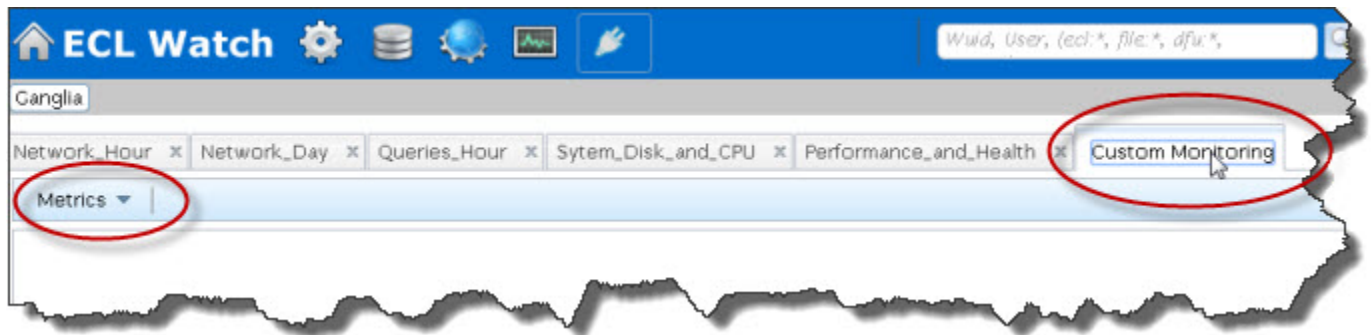 ECL Watch Wuid, User, (ecl:*, file:*, dfu:*,
Ganglia
Network_Hour x Network_Day x Queries_Hour x Sytem_Disk_and_CPU x Performance_and_Health x Custom Monitoring
Metrics